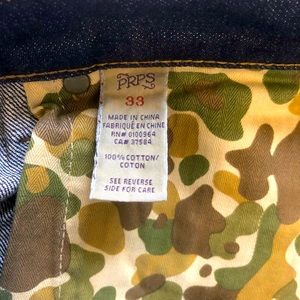 PRPS
33
MADE IN CHINA
FABRIQUÉ EN CHINE
RN# 0100964
CA# 37584
100% COTTON/
COTON
SEE REVERSE
SIDE FOR CARE